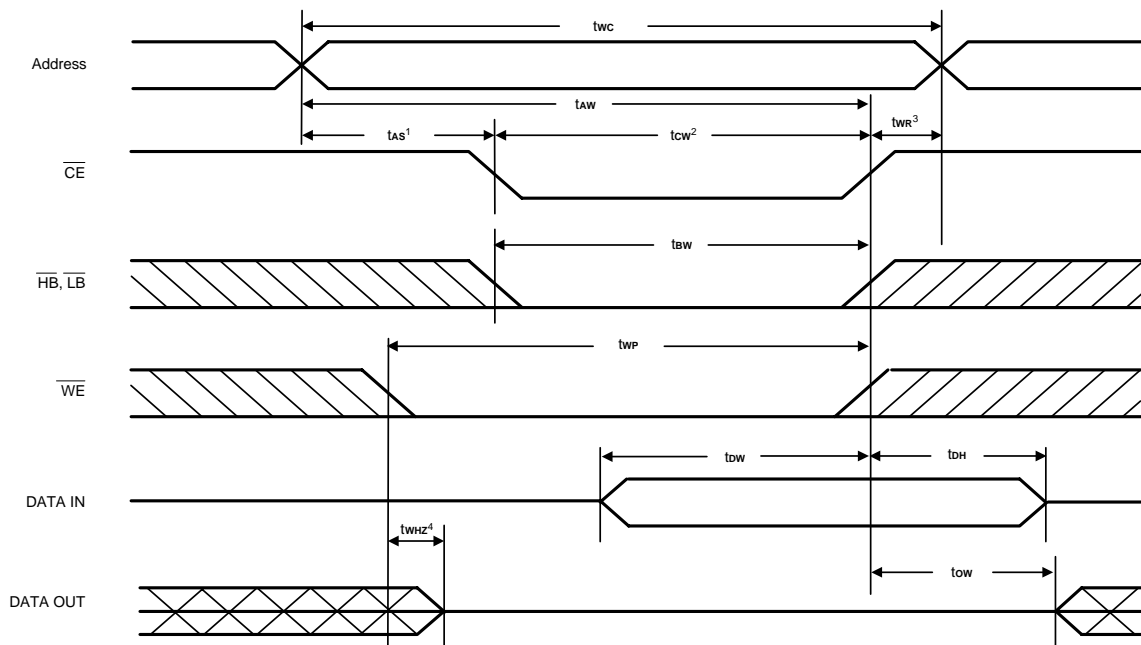 tWC
Address
tAW
tAS¹ tCW² tWR³
CE
tBW
HB, LB
tWP
WE
tDW tDH
DATA IN
tWHZ⁴
tOW
DATA OUT